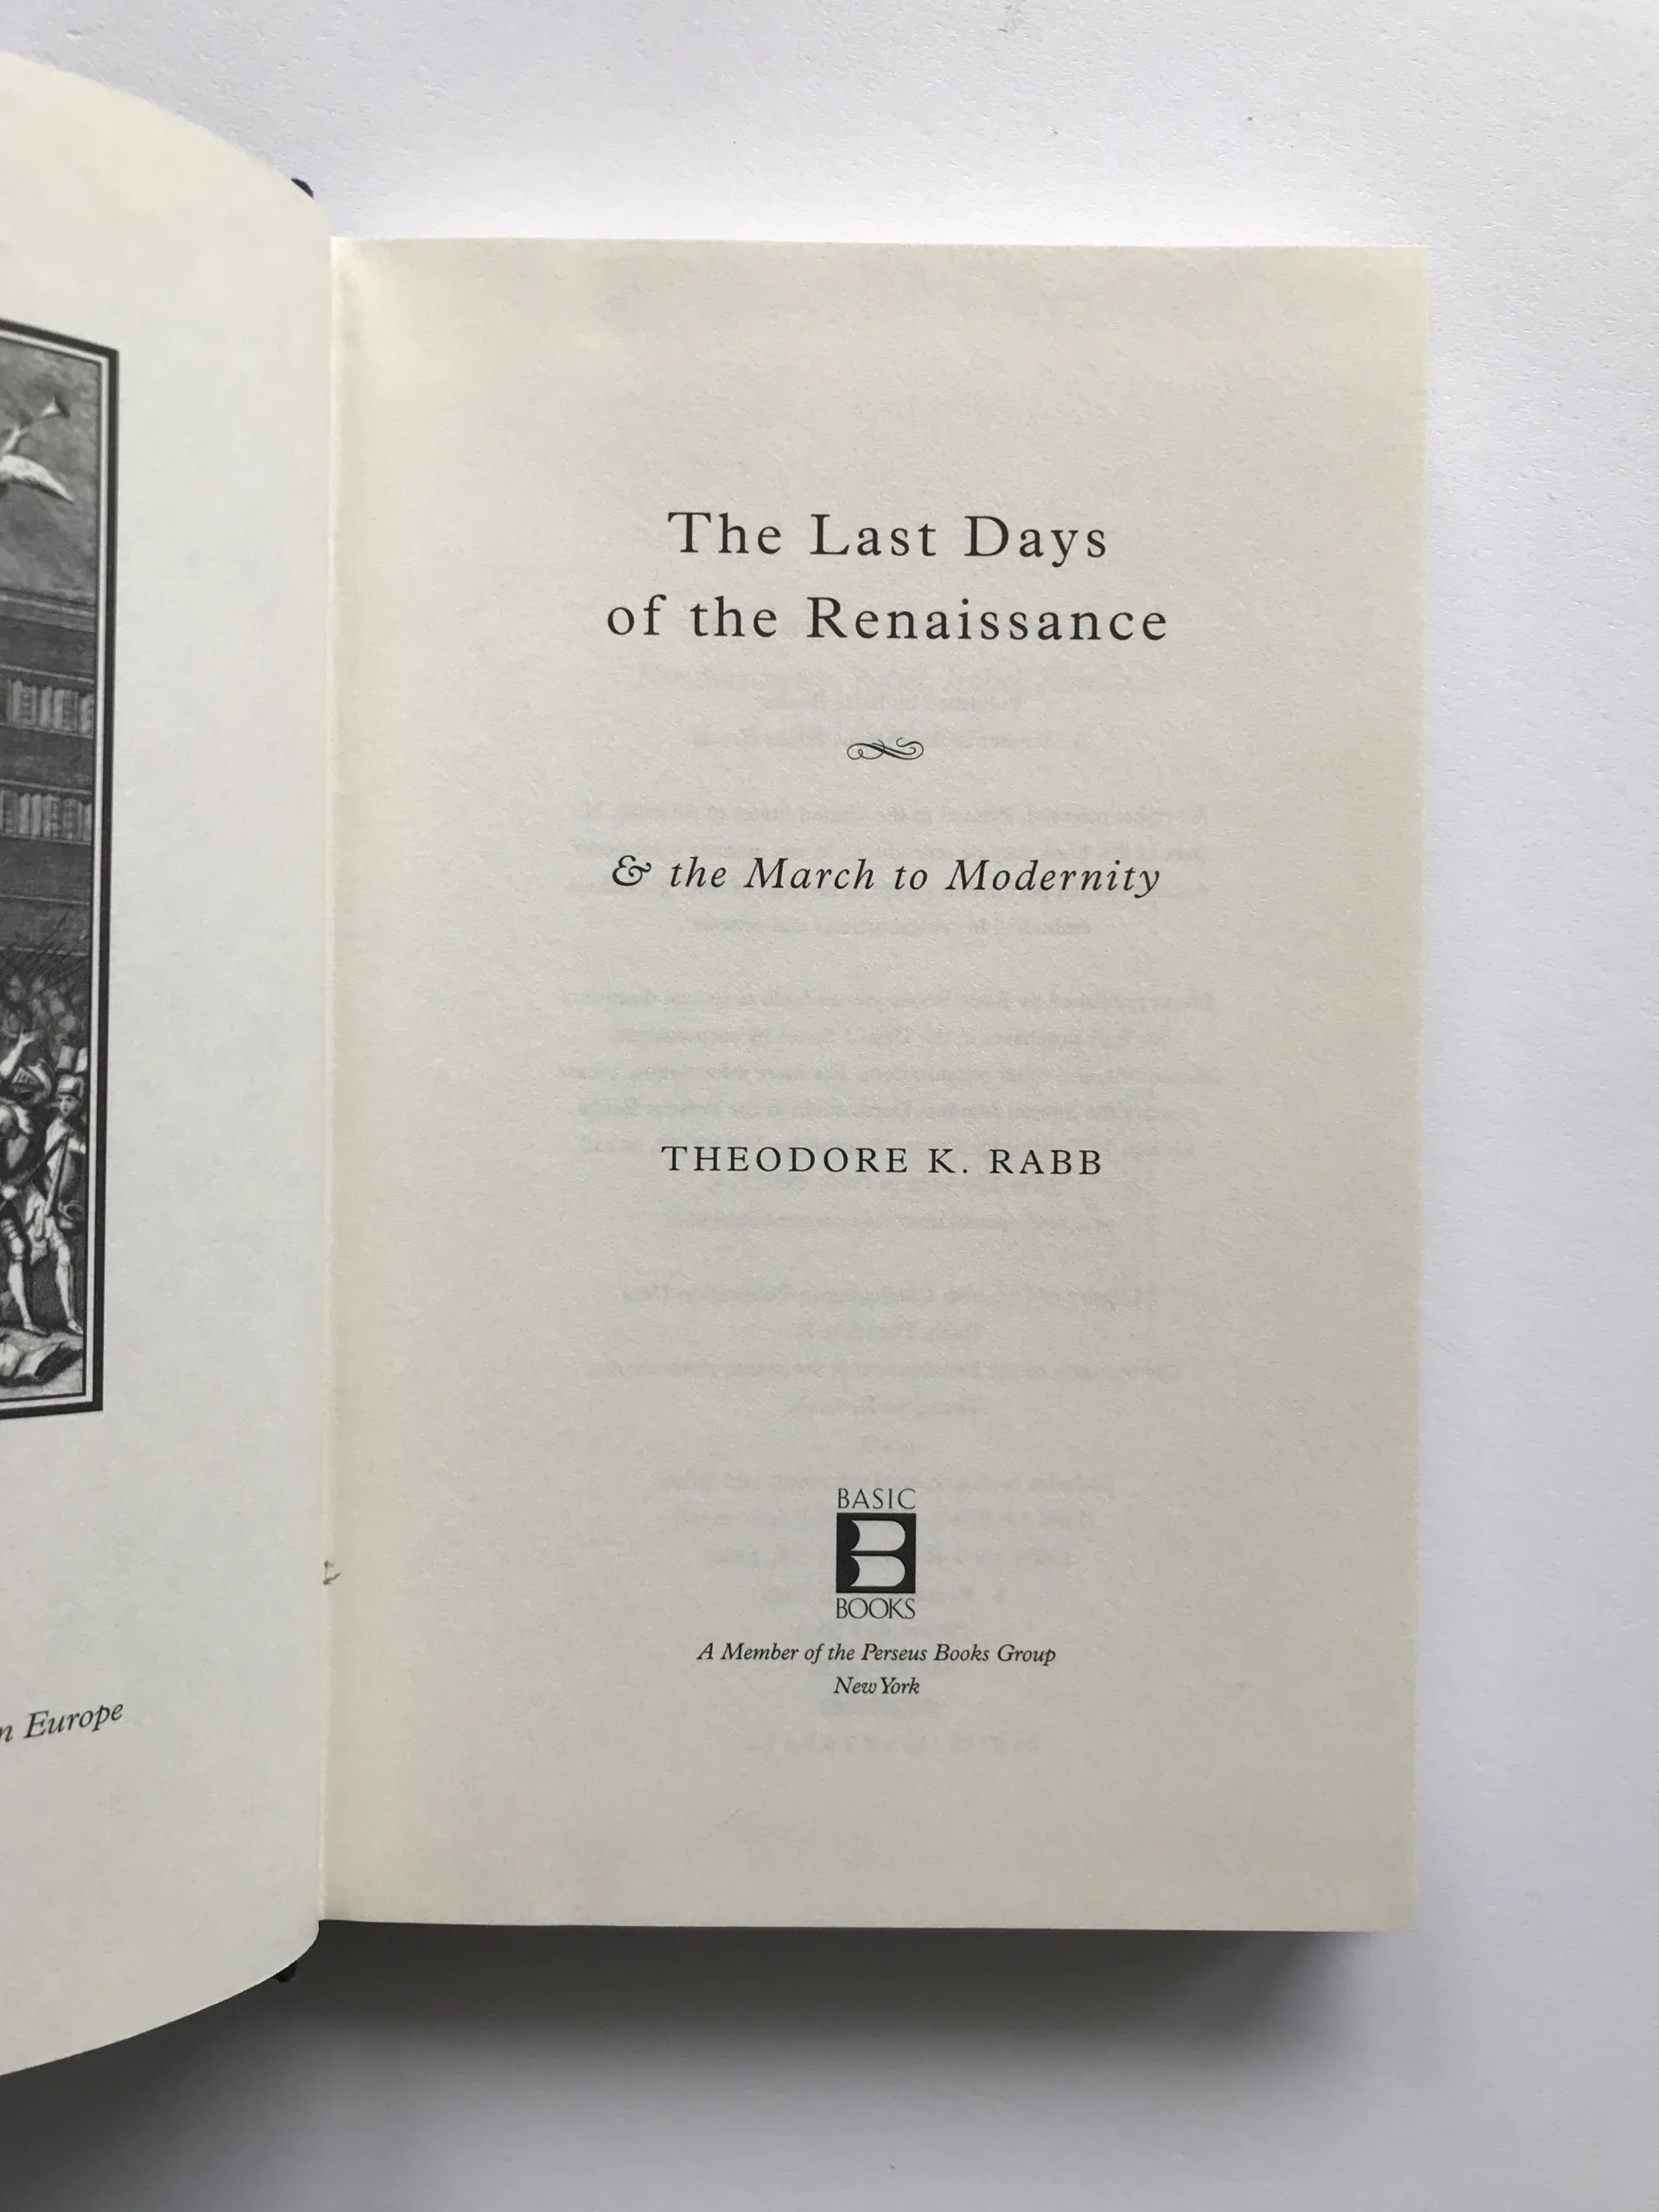 n Europe
The Last Days
of the Renaissance
& the March to Modernity
THEODORE K. RABB
BASIC
B
BOOKS
A Member of the Perseus Books Group
New York